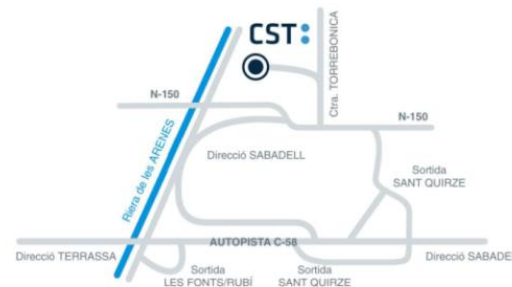 CST:
Ctra. TORREBONICA
N-150
N-150
Riera de les ARENES
Direcció SABADELL
Sortida
SANT QUIRZE
AUTOPISTA C-58
Direcció TERRASSA
Direcció SABADE
Sortida
LES FONTS/RUBÍ
Sortida
SANT QUIRZE